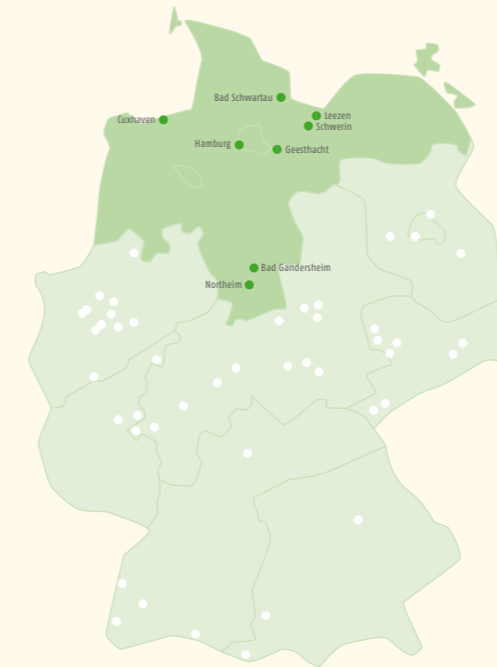 Bad Schwartau
Cuxhaven
Leezen
Schwerin
Hamburg
Geesthacht
Bad Gandersheim
Northeim